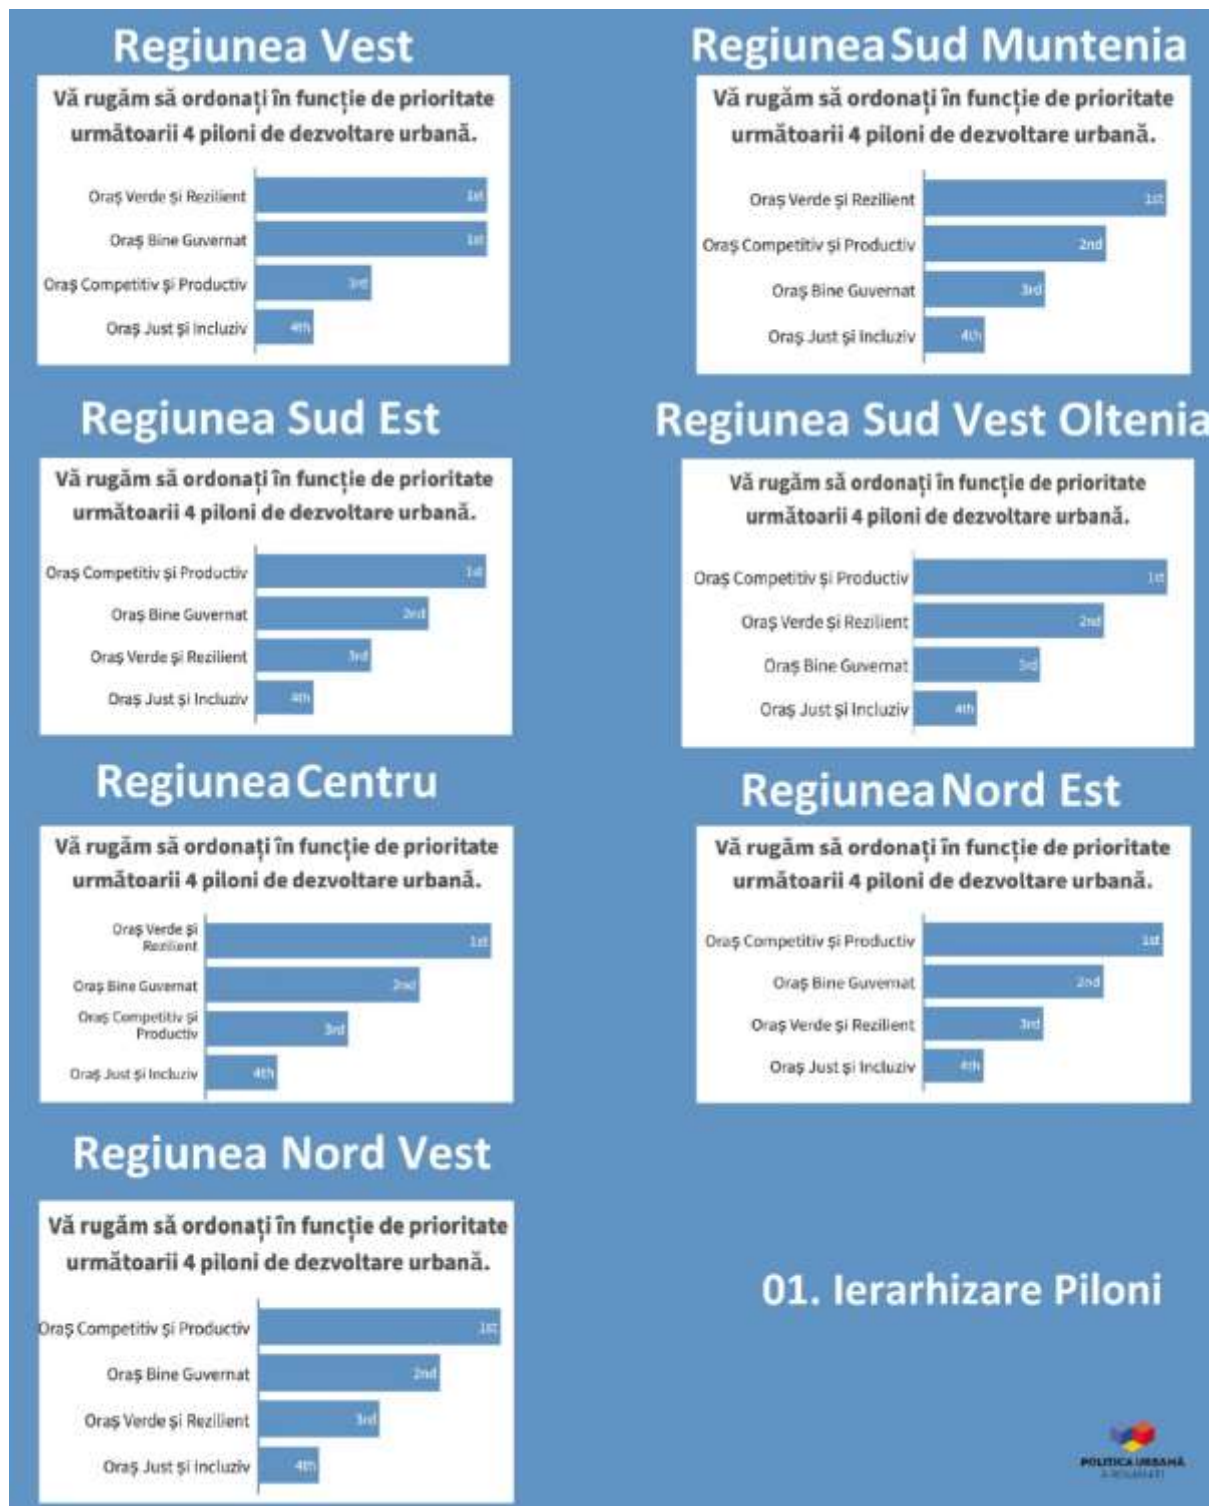 Regiunea Vest
Vă rugăm să ordonați în funcție de prioritate
următoarii 4 piloni de dezvoltare urbană.
Oraș Verde și Rezilient 1st
Oraș Bine Guvernat 1st
Oraș Competitiv și Productiv 3rd
Oraș Just și Incluziv 4th
Regiunea Sud Muntenia
Vă rugăm să ordonați în funcție de prioritate
următoarii 4 piloni de dezvoltare urbană.
Oraș Verde și Rezilient 1st
Oraș Competitiv și Productiv 2nd
Oraș Bine Guvernat 3rd
Oraș Just și Incluziv 4th
Regiunea Sud Est
Vă rugăm să ordonați în funcție de prioritate
următoarii 4 piloni de dezvoltare urbană.
Oraș Competitiv și Productiv 1st
Oraș Bine Guvernat 2nd
Oraș Verde și Rezilient 3rd
Oraș Just și Incluziv 4th
Regiunea Sud Vest Oltenia
Vă rugăm să ordonați în funcție de prioritate
următoarii 4 piloni de dezvoltare urbană.
Oraș Competitiv și Productiv 1st
Oraș Verde și Rezilient 2nd
Oraș Bine Guvernat 3rd
Oraș Just și Incluziv 4th
Regiunea Centru
Vă rugăm să ordonați în funcție de prioritate
următoarii 4 piloni de dezvoltare urbană.
Oraș Verde și
Rezilient 1st
Oraș Bine Guvernat 2nd
Oraș Competitiv și
Productiv 3rd
Oraș Just și Incluziv 4th
Regiunea Nord Est
Vă rugăm să ordonați în funcție de prioritate
următoarii 4 piloni de dezvoltare urbană.
Oraș Competitiv și Productiv 1st
Oraș Bine Guvernat 2nd
Oraș Verde și Rezilient 3rd
Oraș Just și Incluziv 4th
Regiunea Nord Vest
Vă rugăm să ordonați în funcție de prioritate
următoarii 4 piloni de dezvoltare urbană.
Oraș Competitiv și Productiv 1st
Oraș Bine Guvernat 2nd
Oraș Verde și Rezilient 3rd
Oraș Just și Incluziv 4th
01. Ierarhizare Piloni
POLITICA URBANĂ
A ROMÂNIEI